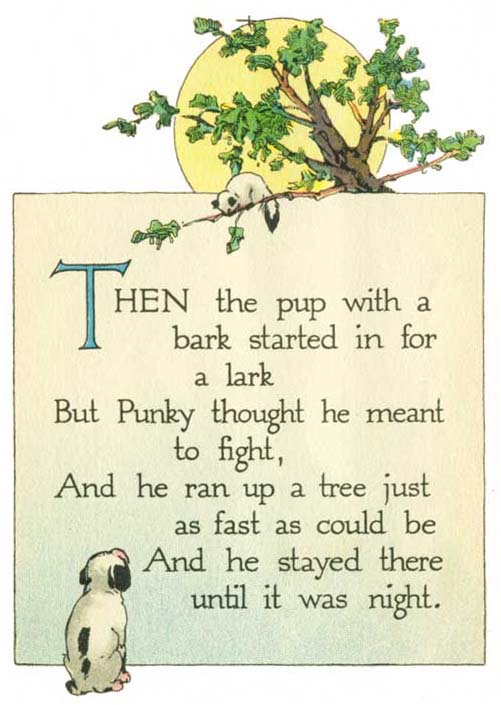 THEN the pup with a
bark started in for
a lark
But Punky thought he meant
to fight,
And he ran up a tree just
as fast as could be
And he stayed there
until it was night.